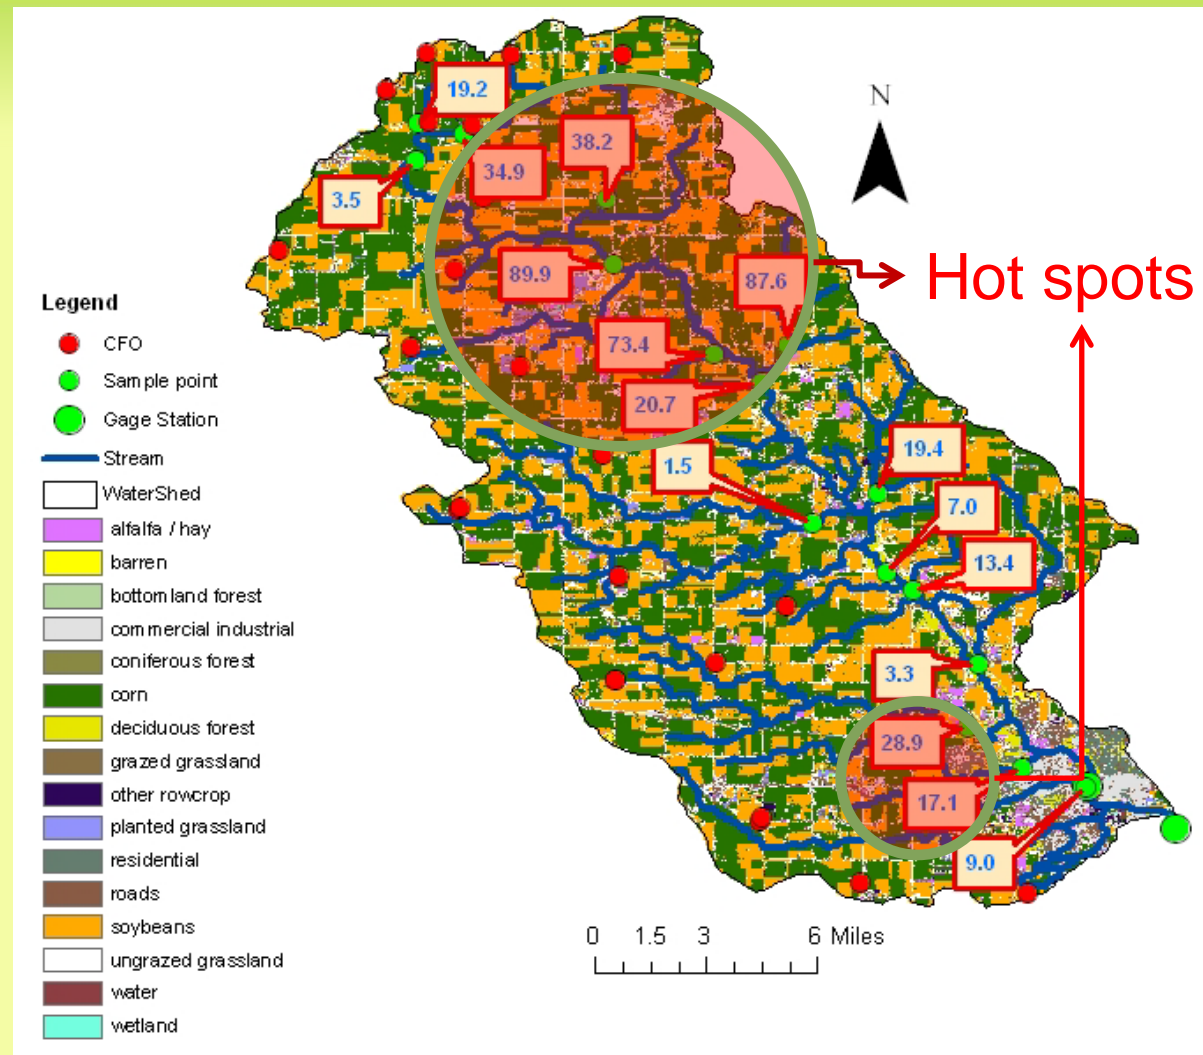 19.2
38.2
34.9
3.5
89.9
87.6
73.4
20.7
1.5
19.4
7.0
13.4
3.3
28.9
17.1
9.0
N
Hot spots
Legend
CFO
Sample point
Gage Station
Stream
WaterShed
alfalfa / hay
barren
bottomland forest
commercial industrial
coniferous forest
corn
deciduous forest
grazed grassland
other rowcrop
planted grassland
residential
roads
soybeans
ungrazed grassland
water
wetland
0 1.5 3 6 Miles